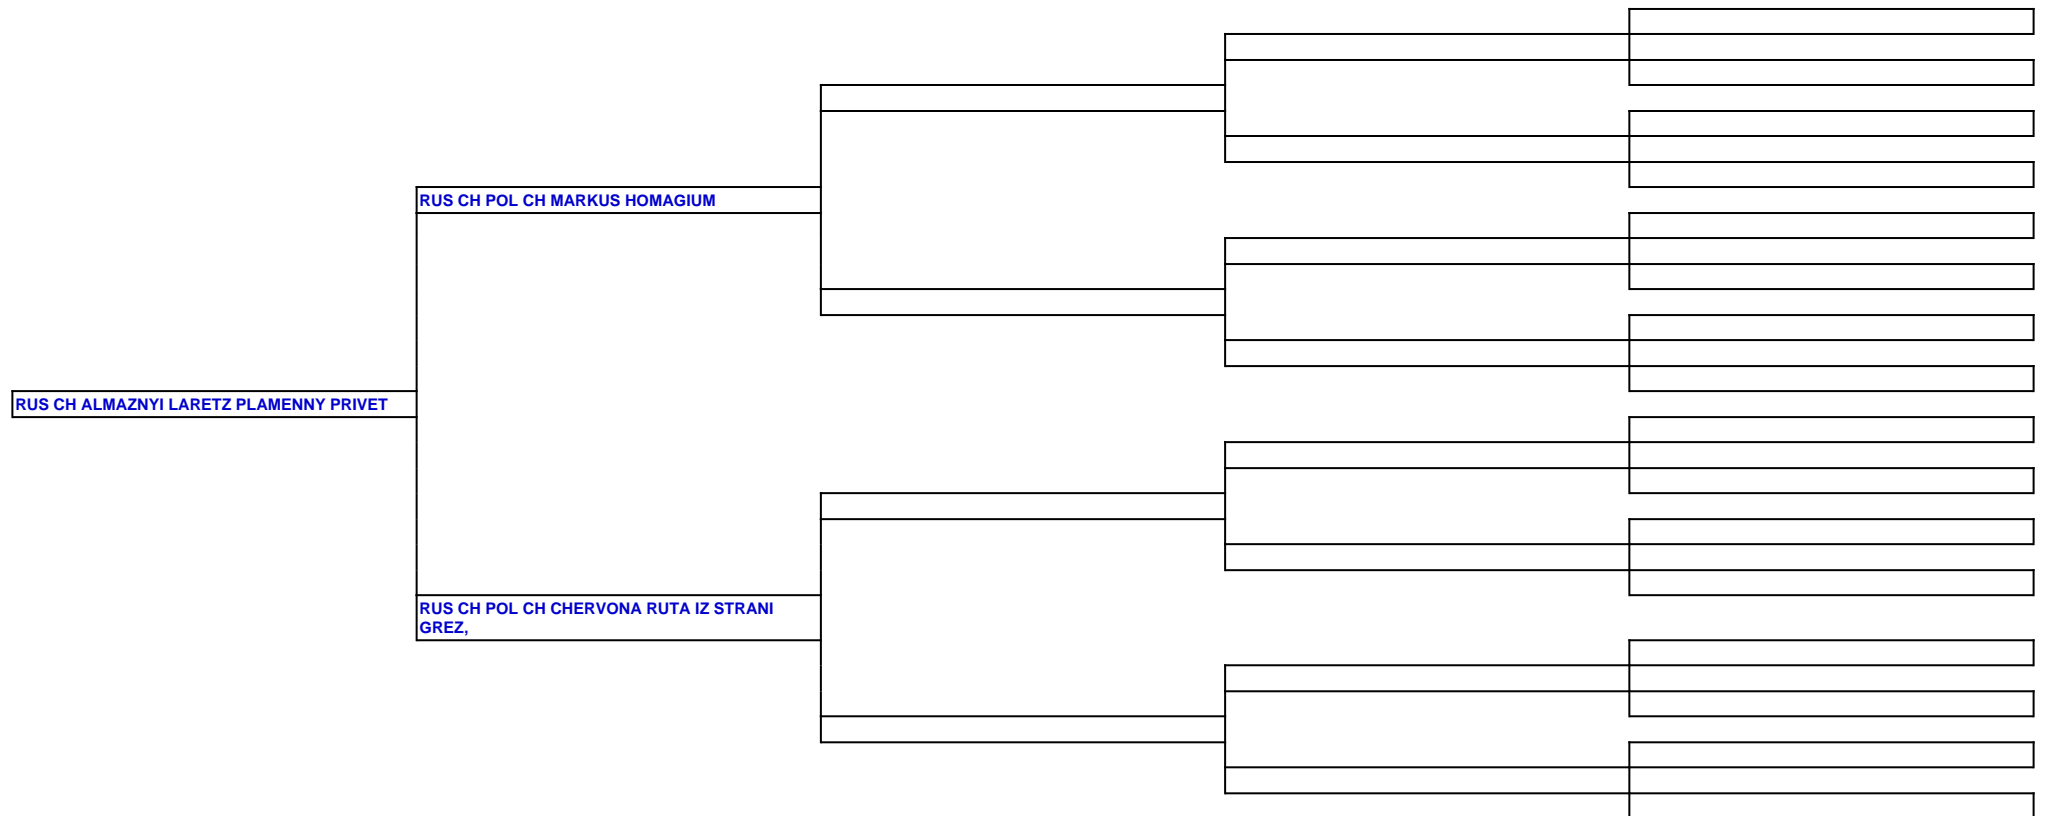 RUS CH POL CH MARKUS HOMAGIUM
RUS CH ALMAZNYI LARETZ PLAMENNY PRIVET
RUS CH POL CH CHERVONA RUTA IZ STRANI
GREZ,